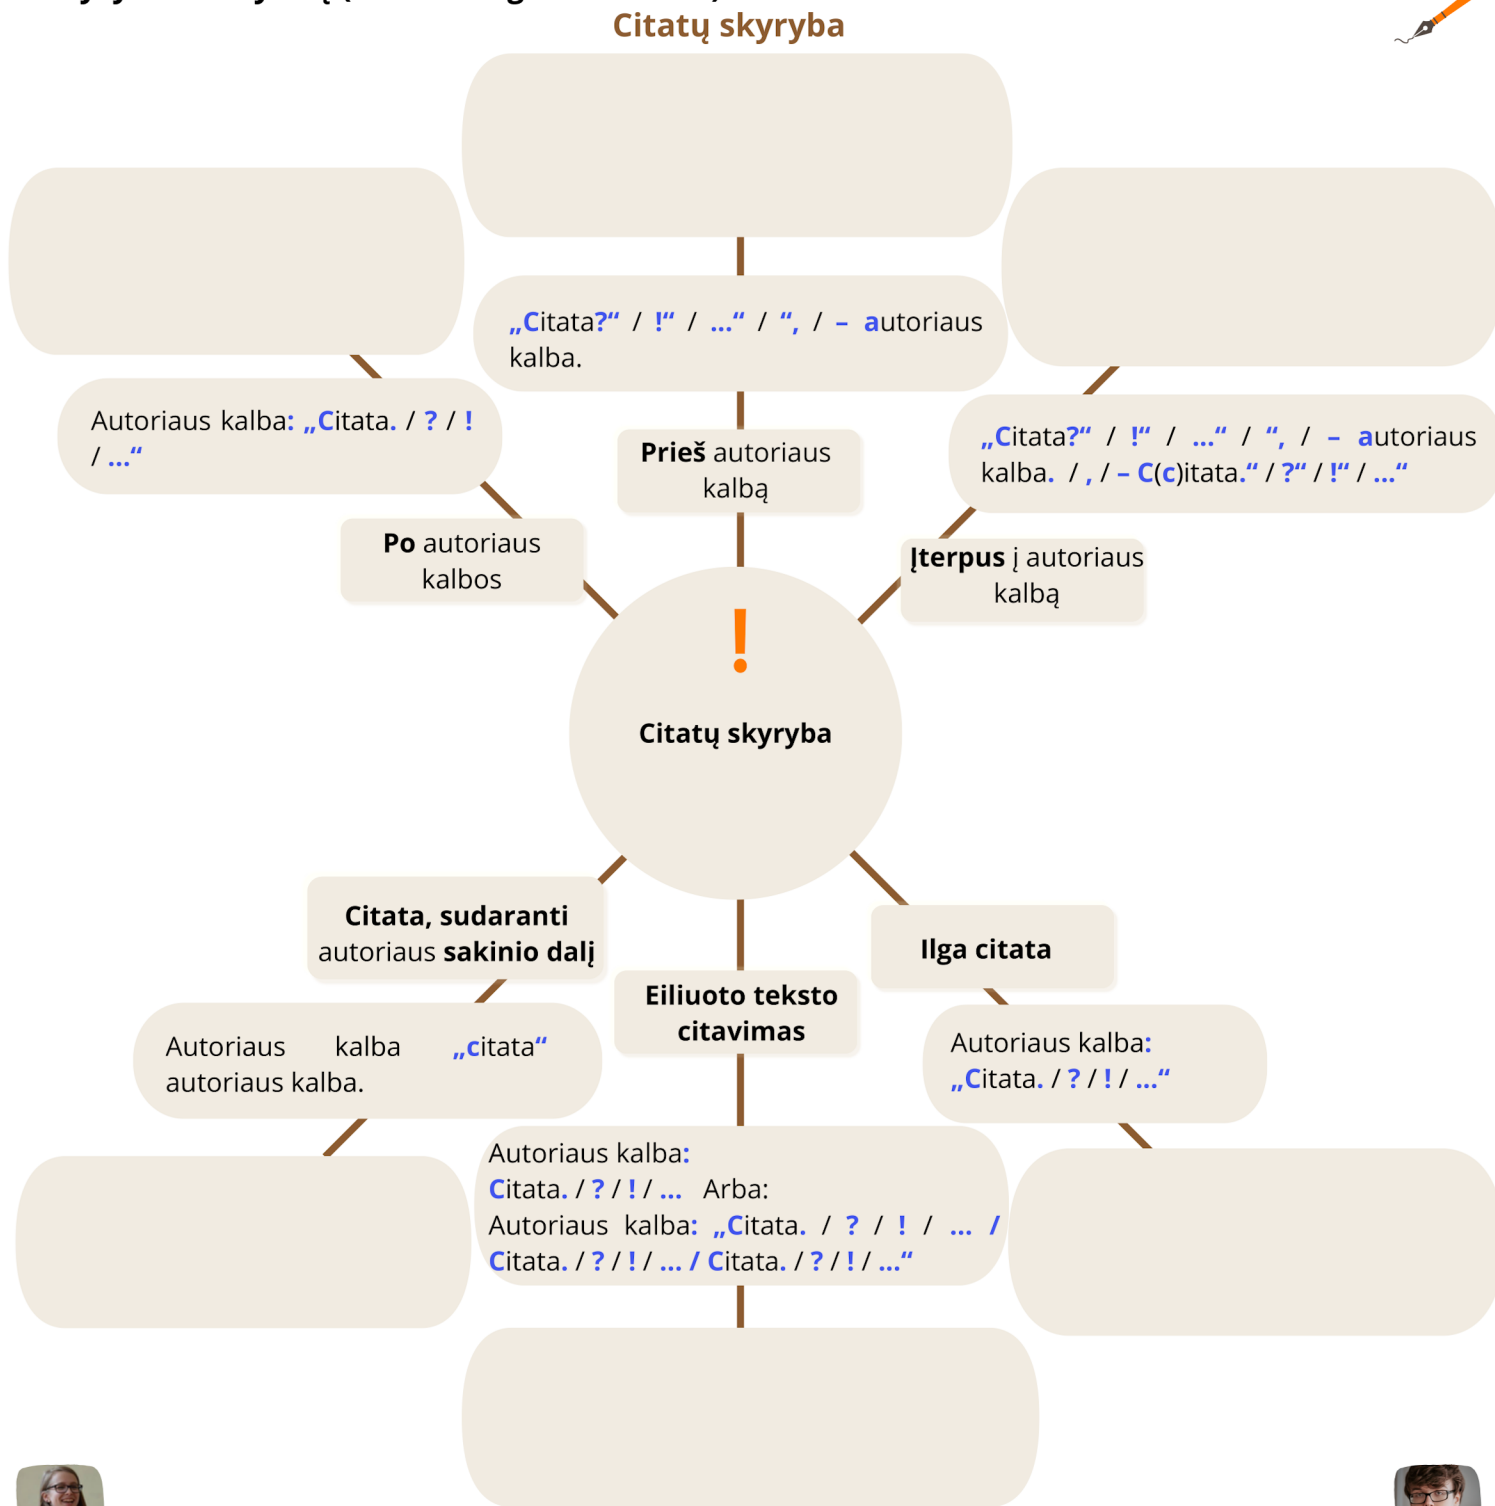 Citatų skyryba
„Citata?“ / !“ / ...“ / “, / – autoriaus
kalba.
Autoriaus kalba: „Citata. / ? / !
/ ...“
„Citata?“ / !“ / ...“ / “, / – autoriaus
kalba. / , / – C(c)itata.“ / ?“ / !“ / ...“
Prieš autoriaus
kalbą
Po autoriaus
kalbos
Įterpus į autoriaus
kalbą
!
Citatų skyryba
Citata, sudaranti
autoriaus sakinio dalį
Ilga citata
Eiliuoto teksto
citavimas
Autoriaus kalba „citata“
autoriaus kalba.
Autoriaus kalba:
„Citata. / ? / ! / ...“
Autoriaus kalba:
Citata. / ? / ! / ... Arba:
Autoriaus kalba: „Citata. / ? / ! / ... /
Citata. / ? / ! / ... / Citata. / ? / ! / ...“